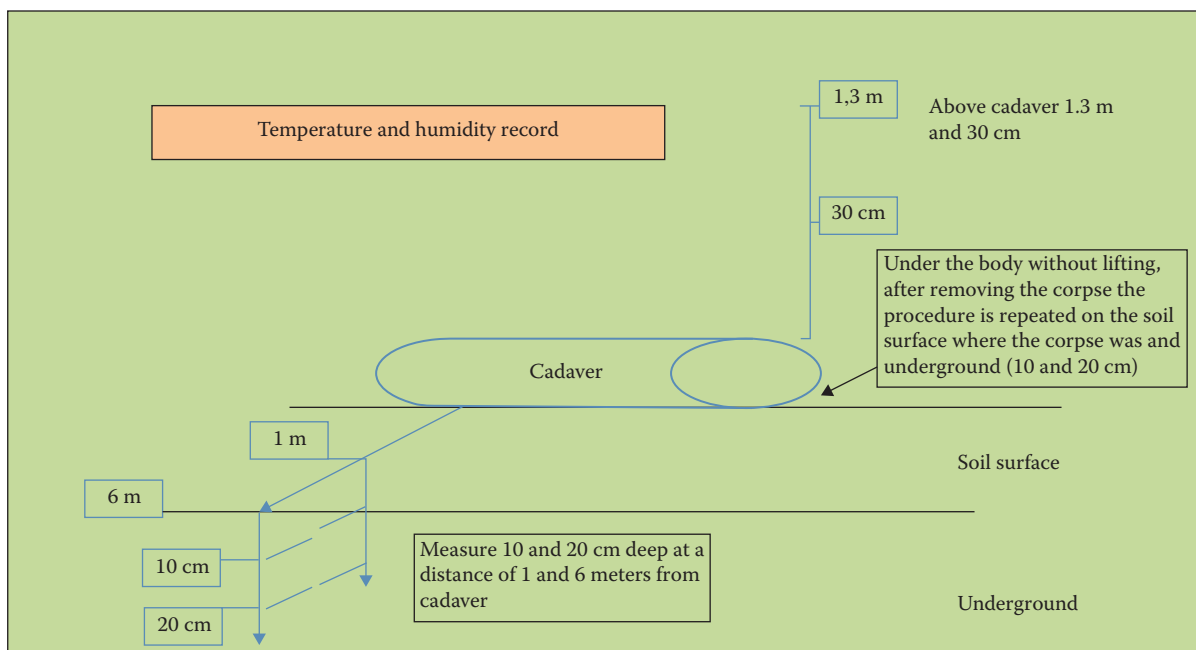 Temperature and humidity record
1,3 m
Above cadaver 1.3 m
and 30 cm
30 cm
Under the body without lifting,
after removing the corpse the
procedure is repeated on the soil
surface where the corpse was and
underground (10 and 20 cm)
Cadaver
1 m
Soil surface
6 m
10 cm
20 cm
Measure 10 and 20 cm deep at a
distance of 1 and 6 meters from
cadaver
Underground